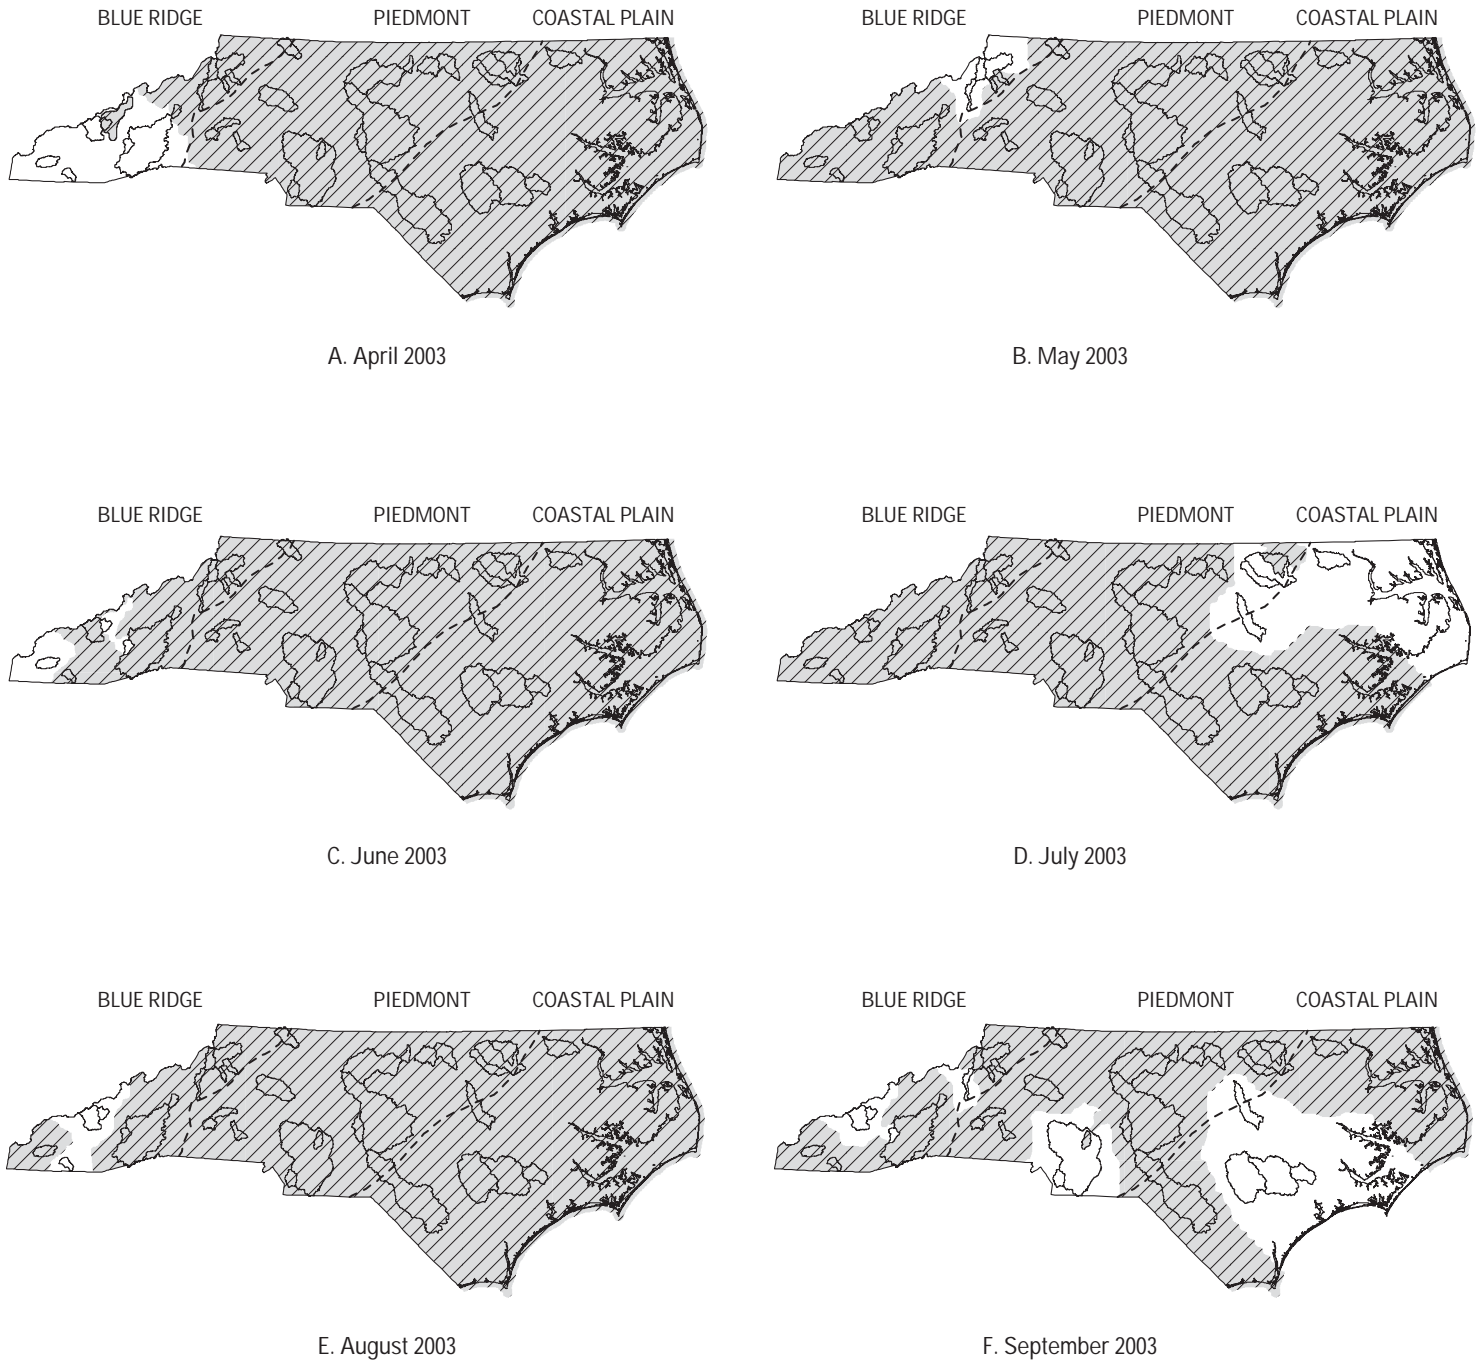 BLUE RIDGE PIEDMONT COASTAL PLAIN BLUE RIDGE PIEDMONT COASTAL PLAIN
A. April 2003 B. May 2003
BLUE RIDGE PIEDMONT COASTAL PLAIN BLUE RIDGE PIEDMONT COASTAL PLAIN
C. June 2003 D. July 2003
BLUE RIDGE PIEDMONT COASTAL PLAIN BLUE RIDGE PIEDMONT COASTAL PLAIN
E. August 2003 F. September 2003